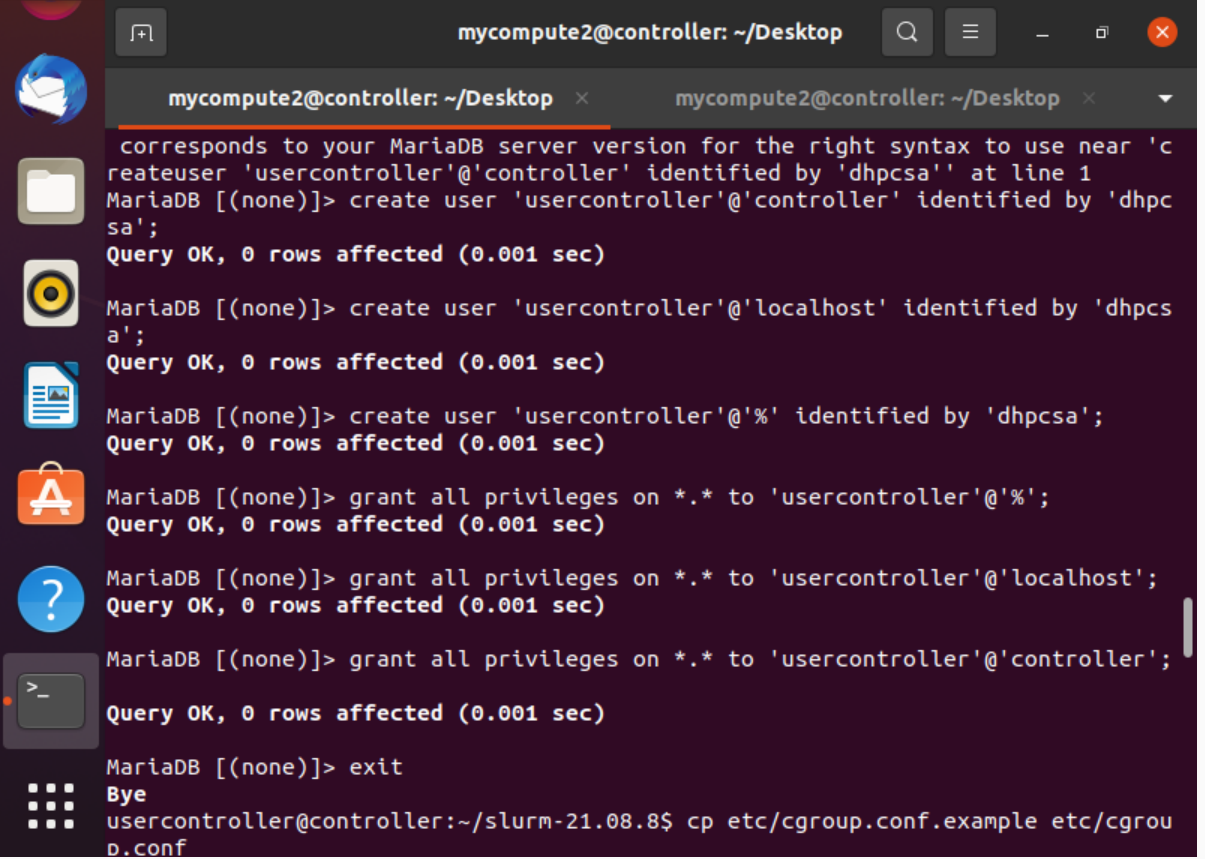 mycompute2@controller: ~/Desktop
mycompute2@controller: ~/Desktop
mycompute2@controller: ~/Desktop
corresponds to your MariaDB server version for the right syntax to use near 'c
reateuser 'usercontroller'@'controller' identified by 'dhpcsa'' at line 1
MariaDB [(none)]> create user 'usercontroller'@'controller' identified by 'dhpc
sa';
Query OK, 0 rows affected (0.001 sec)
MariaDB [(none)]> create user 'usercontroller'@'localhost' identified by 'dhpcs
a';
Query OK, 0 rows affected (0.001 sec)
MariaDB [(none)]> create user 'usercontroller'@'%' identified by 'dhpcsa';
Query OK, 0 rows affected (0.001 sec)
MariaDB [(none)]> grant all privileges on *.* to 'usercontroller'@'%';
Query OK, 0 rows affected (0.001 sec)
MariaDB [(none)]> grant all privileges on *.* to 'usercontroller'@'localhost';
Query OK, 0 rows affected (0.001 sec)
MariaDB [(none)]> grant all privileges on *.* to 'usercontroller'@'controller';
Query OK, 0 rows affected (0.001 sec)
MariaDB [(none)]> exit
Bye
usercontroller@controller:~/slurm-21.08.8$ cp etc/cgroup.conf.example etc/cgrou
p.conf